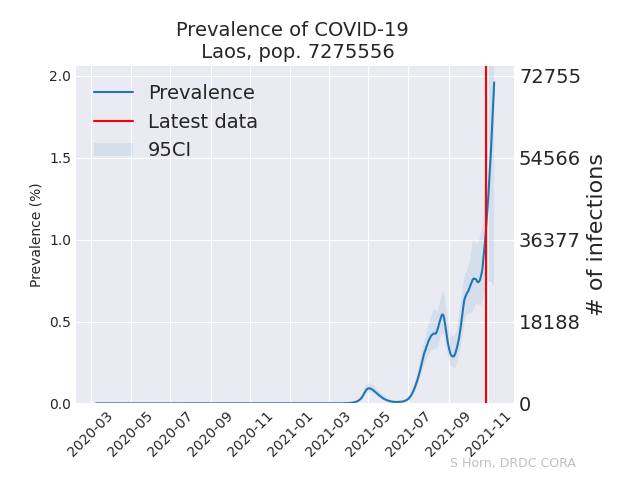 Prevalence of COVID-19
Laos, pop. 7275556
Prevalence
Latest data
95CI
2.0
1.5
1.0
0.5
0.0
Prevalence (%)
72755
54566
36377
18188
0
# of infections
2020-03
2020-05
2020-07
2020-09
2020-11
2021-01
2021-03
2021-05
2021-07
2021-09
2021-11
S Horn, DRDC CORA